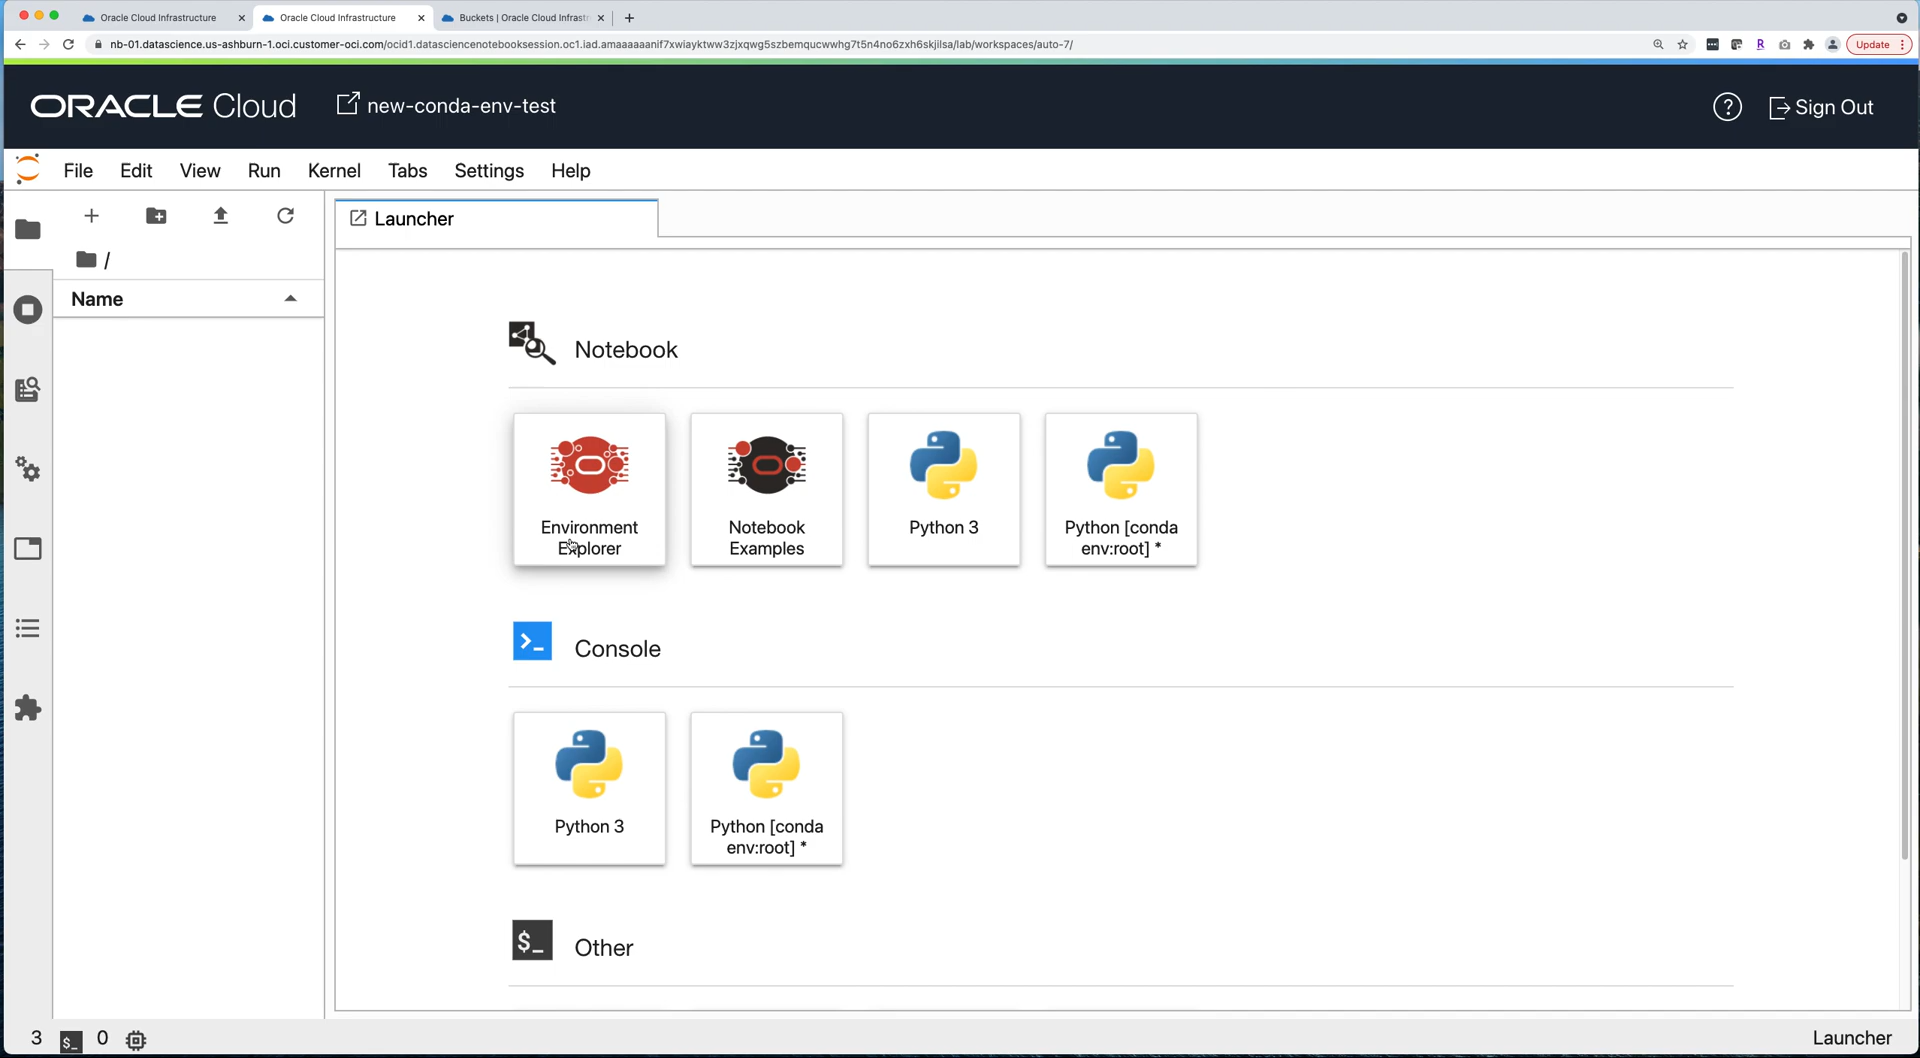 Oracle Cloud Infrastructure
Oracle Cloud Infrastructure
Buckets | Oracle Cloud Infrast
nb-01.datascience.us-ashburn-1.oci.customer-oci.com/ocid1.datasciencenotebooksession.oc1.iad.amaaaaaanif7xwiayktww3zjxqwg5szbemqucwwhg7t5n4no6zxh6skjilsa/lab/workspaces/auto-7/
R
Update
ORACLE Cloud
new-conda-env-test
?
Sign Out
File Edit View Run Kernel Tabs Settings Help
/
Name
Launcher
Notebook
Environment
Explorer
Notebook
Examples
Python 3
Python [conda
env:root] *
>_
Console
Python 3
Python [conda
env:root] *
$_
Other
3 $_ 0
Launcher